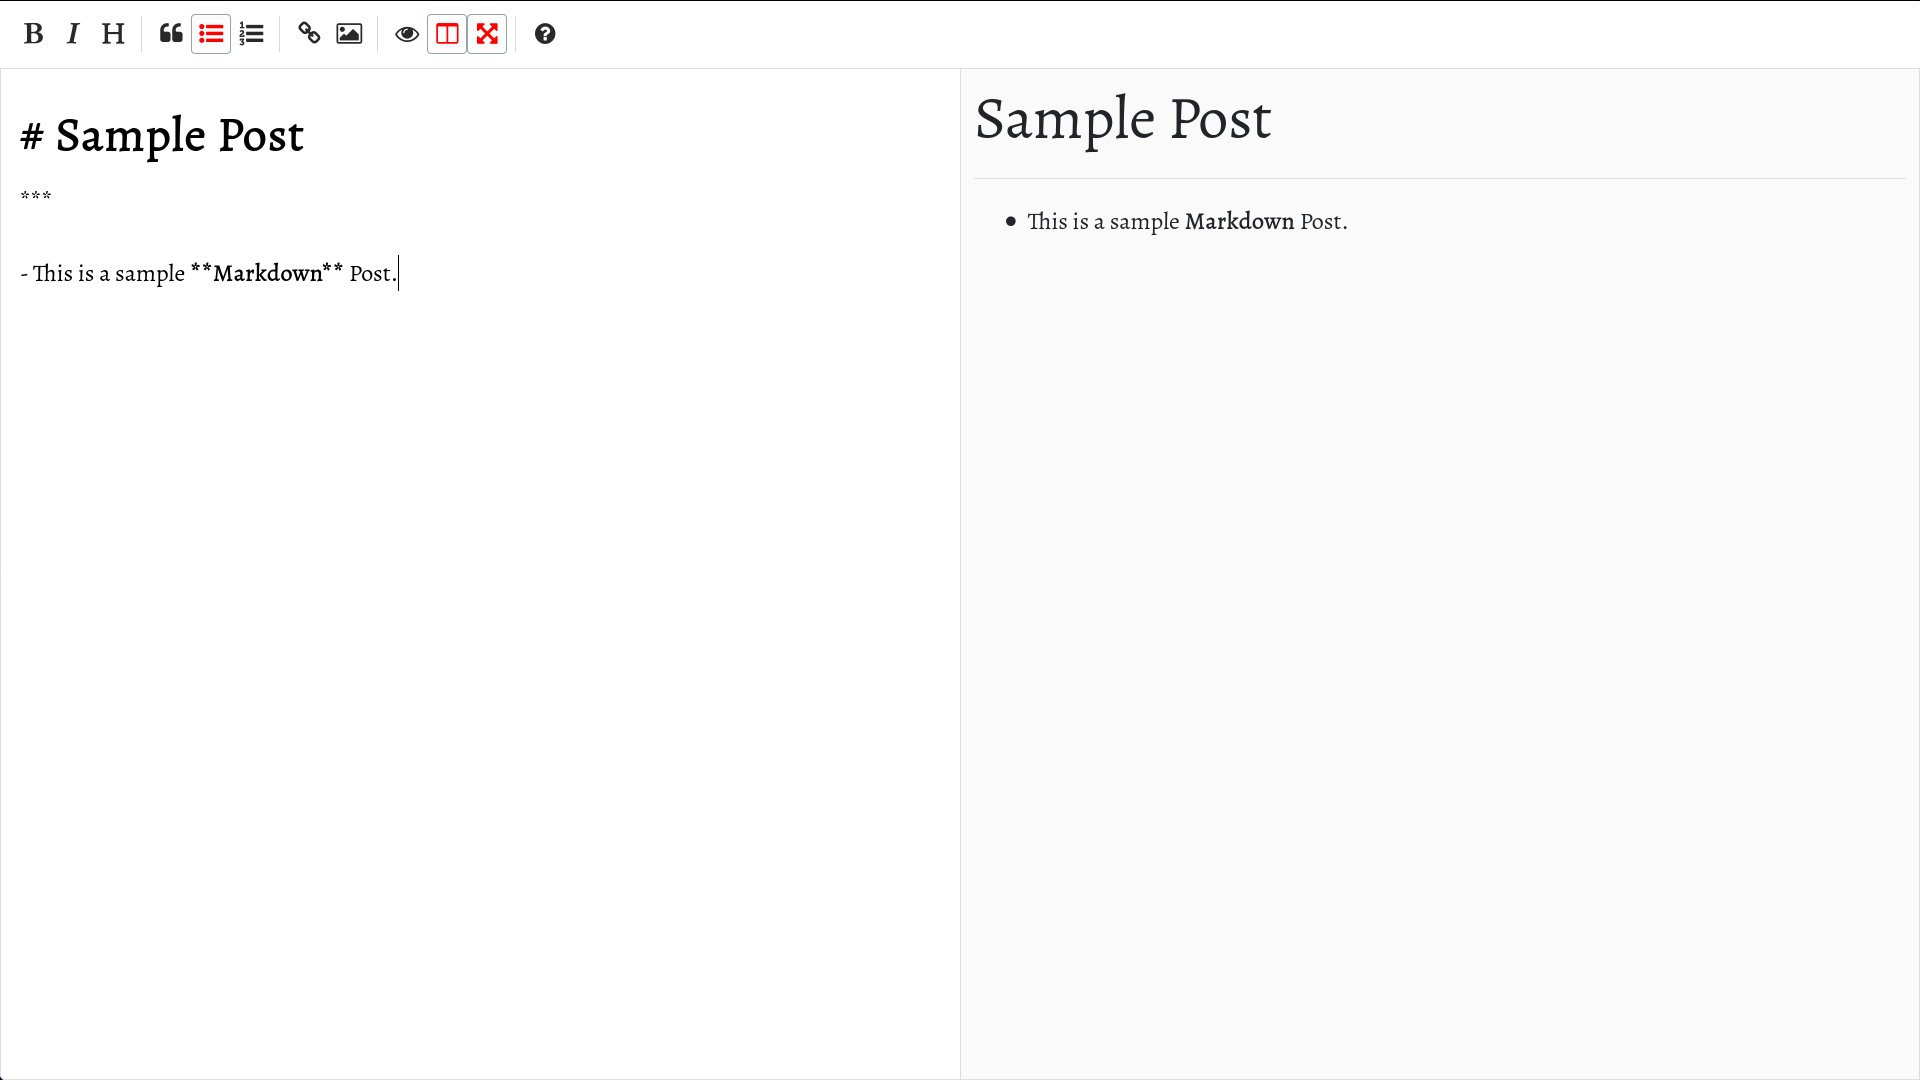 B I H
# Sample Post
***
- This is a sample **Markdown** Post.
Sample Post
• This is a sample Markdown Post.